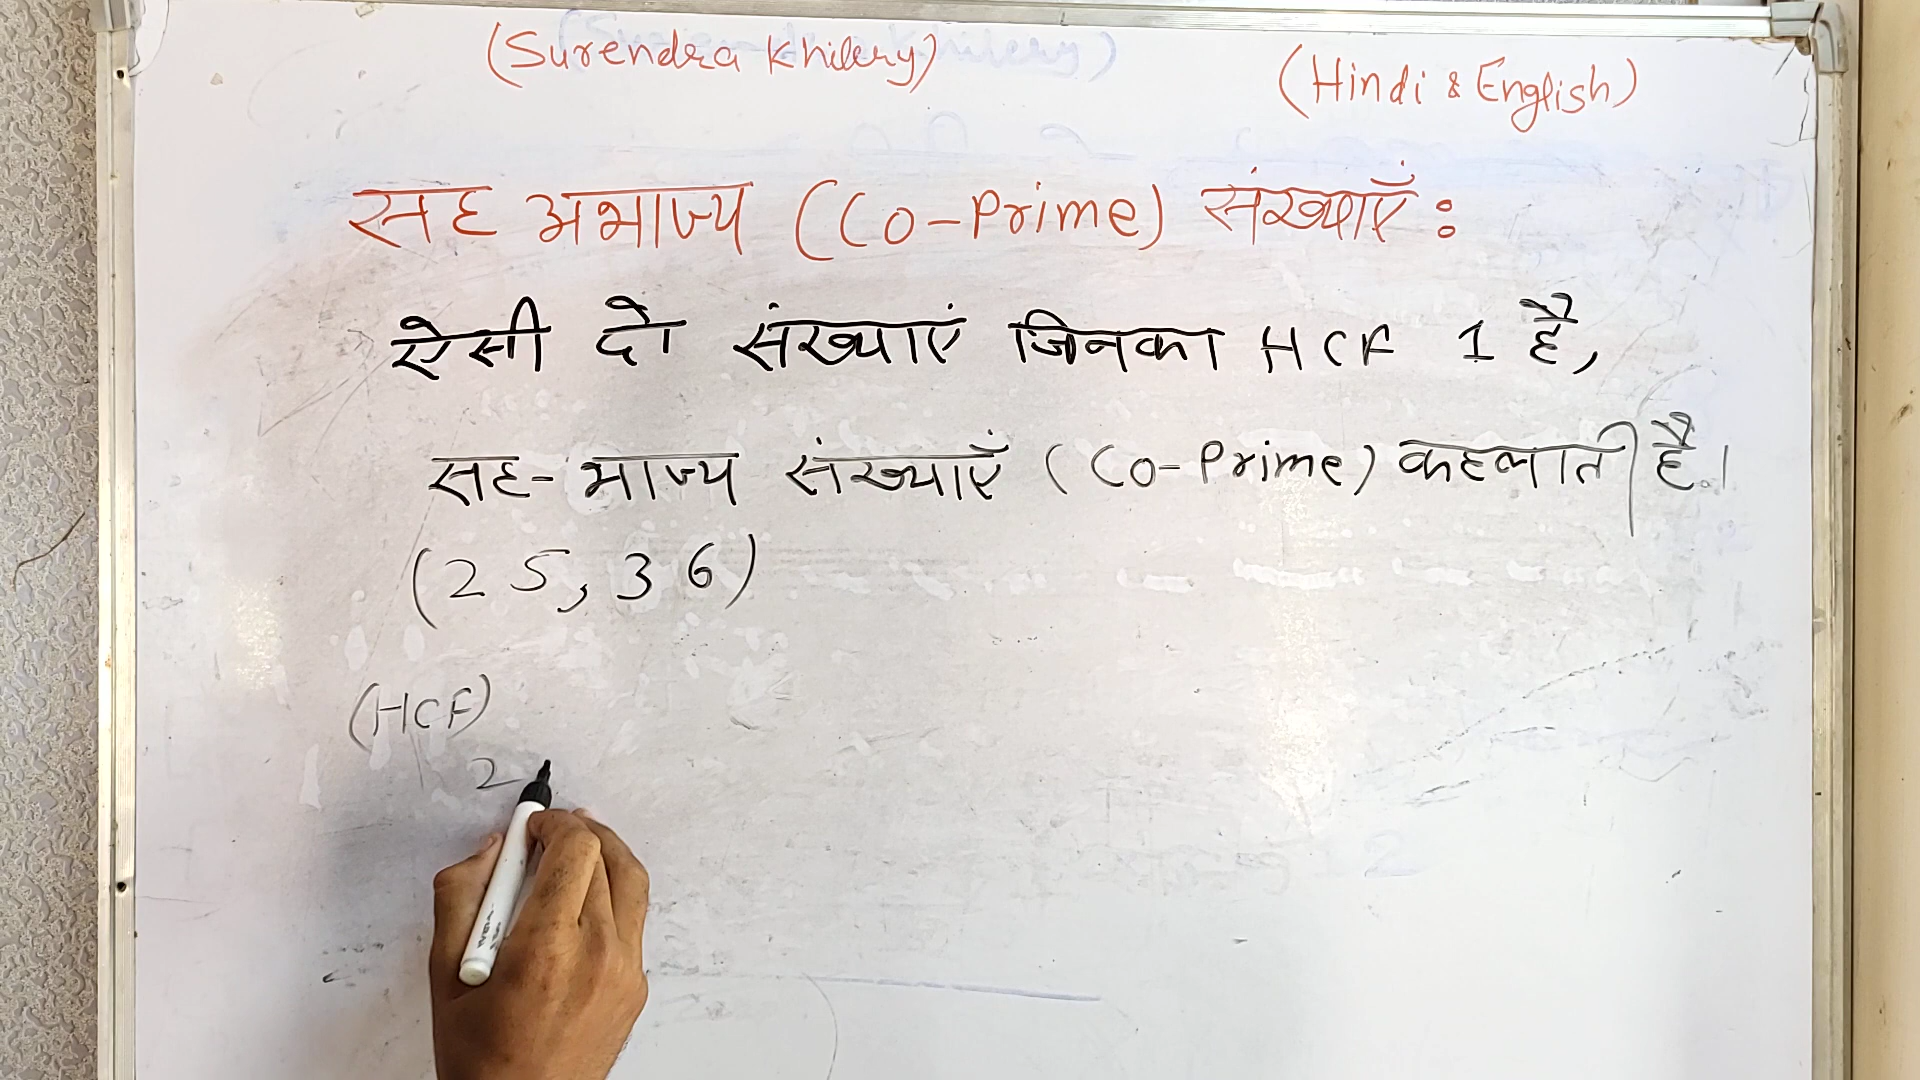 (Surendra Khilery)
(Hindi & English)
सह अभाज्य (Co-Prime) संख्याएँ :
ऐसी दो संख्याएं जिनका HCF 1 है,
सह-भाज्य संख्याएँ (Co-Prime) कहलाती है।
(25, 36)
(HCF)
2